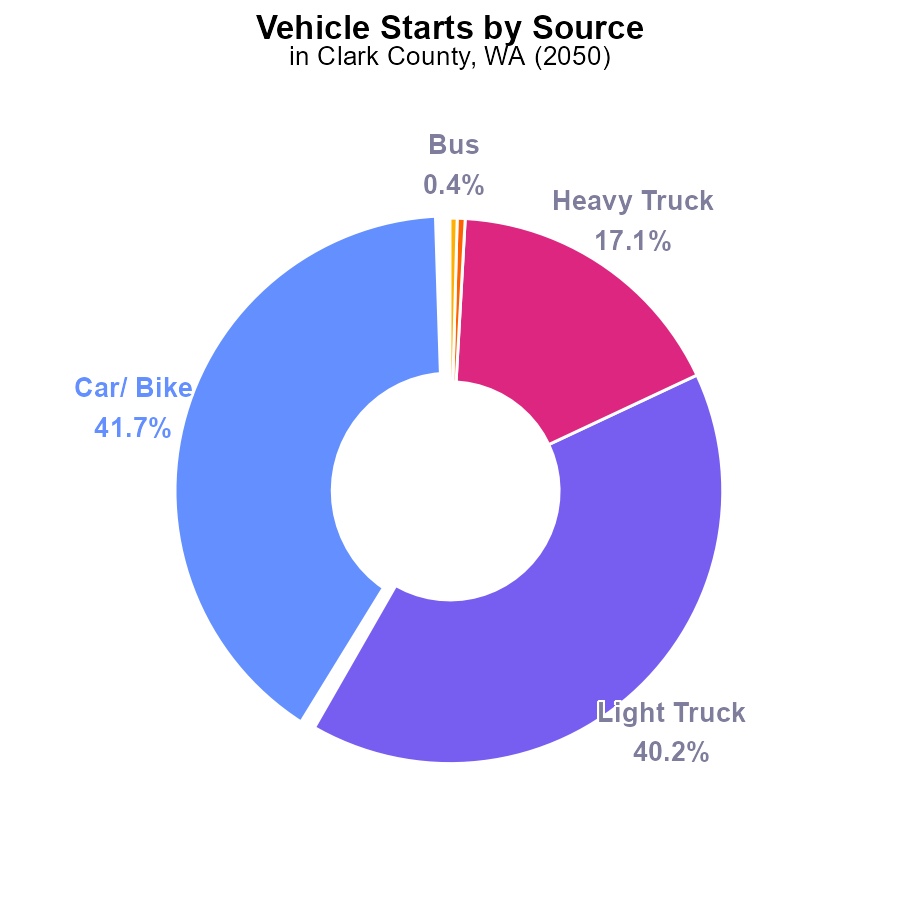 Vehicle Starts by Source
in Clark County, WA (2050)
Bus
0.4%
Heavy Truck
17.1%
Car/ Bike
41.7%
Light Truck
40.2%